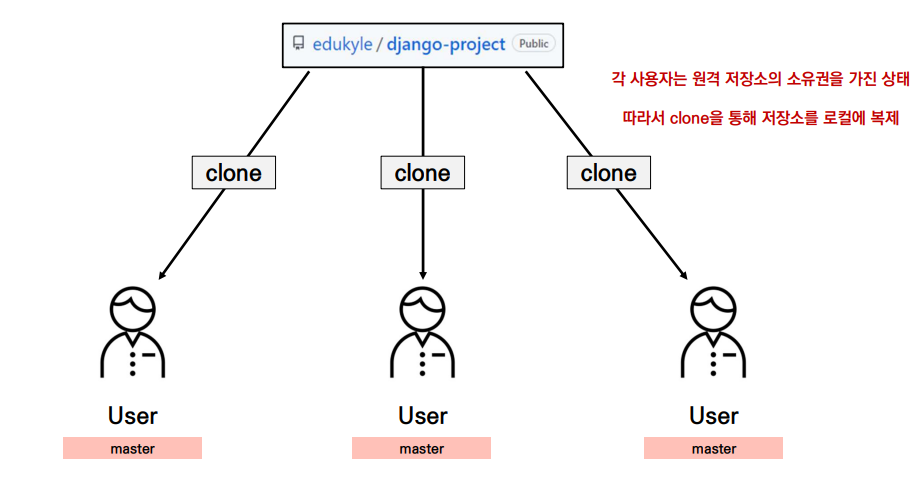 edukyle / django-project Public
각 사용자는 원격 저장소의 소유권을 가진 상태
따라서 clone을 통해 저장소를 로컬에 복제
clone clone clone
User User User
master master master